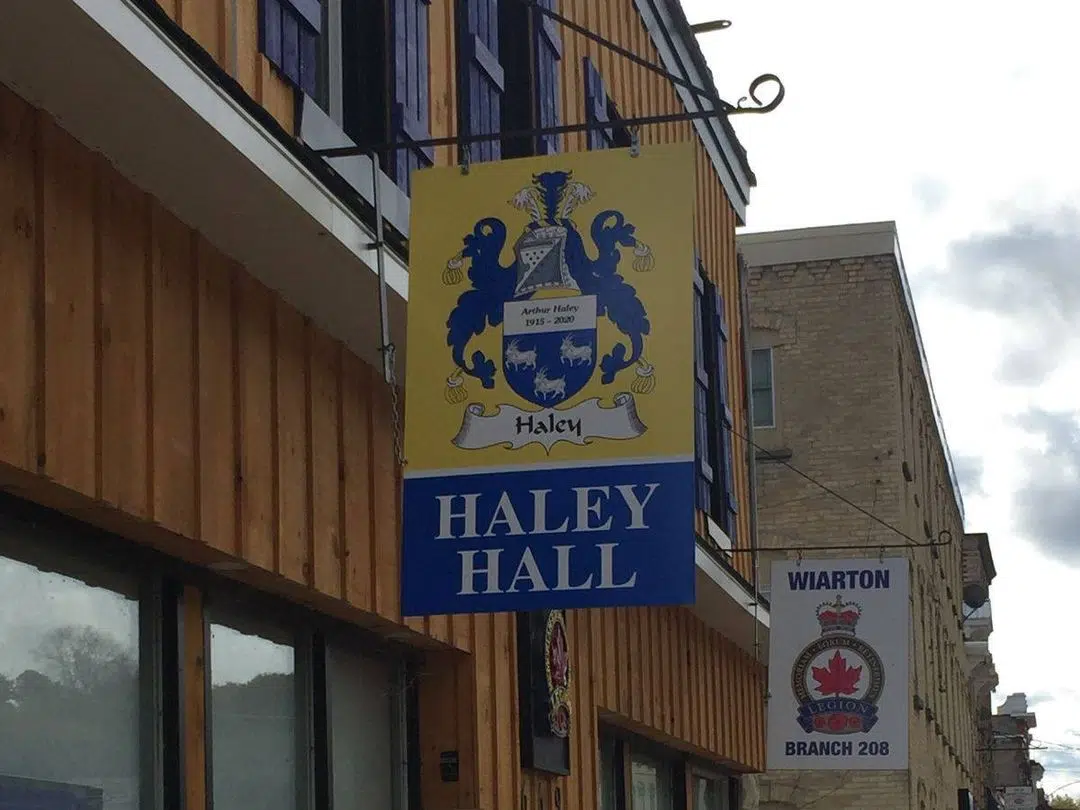 Arthur Haley
1915 - 2020
Haley
HALEY
HALL
WIARTON
LEGION
BRANCH 208